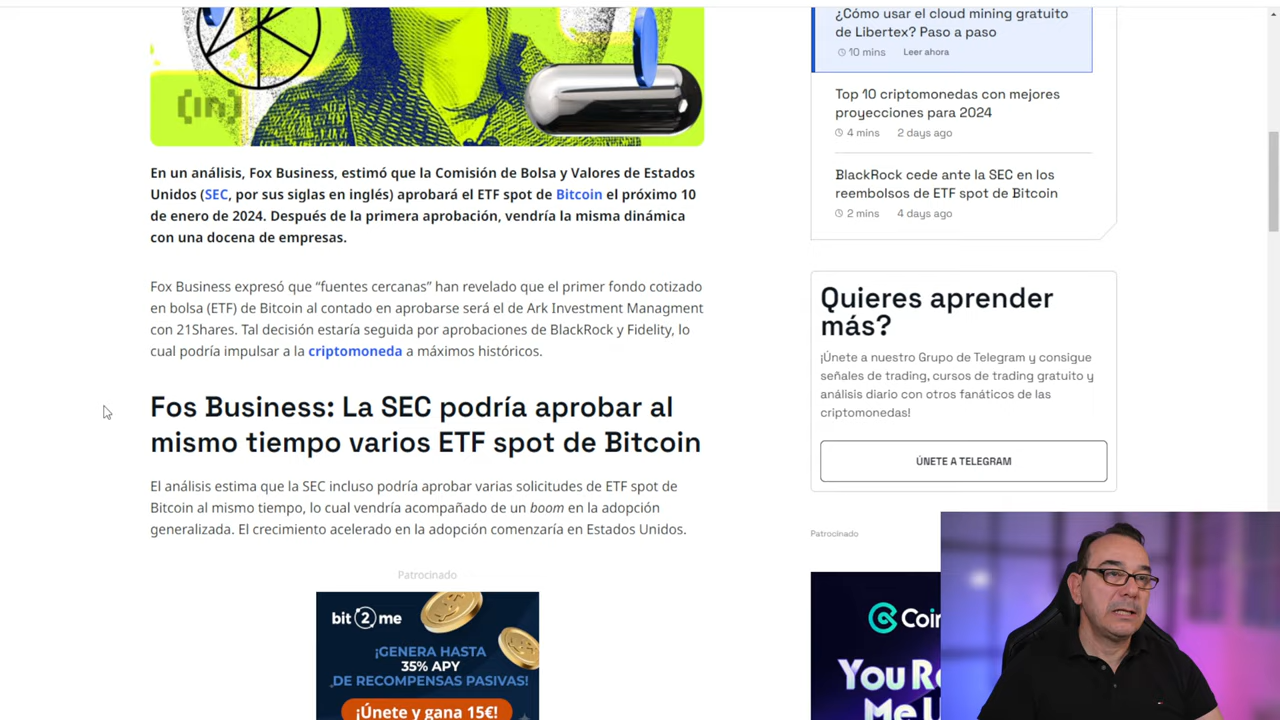 (in)
En un análisis, Fox Business, estimó que la Comisión de Bolsa y Valores de Estados
Unidos (SEC, por sus siglas en inglés) aprobará el ETF spot de Bitcoin el próximo 10
de enero de 2024. Después de la primera aprobación, vendría la misma dinámica
con una docena de empresas.
Fox Business expresó que “fuentes cercanas” han revelado que el primer fondo cotizado
en bolsa (ETF) de Bitcoin al contado en aprobarse será el de Ark Investment Managment
con 21Shares. Tal decisión estaría seguida por aprobaciones de BlackRock y Fidelity, lo
cual podría impulsar a la criptomoneda a máximos históricos.
Fos Business: La SEC podría aprobar al
mismo tiempo varios ETF spot de Bitcoin
El análisis estima que la SEC incluso podría aprobar varias solicitudes de ETF spot de
Bitcoin al mismo tiempo, lo cual vendría acompañado de un boom en la adopción
generalizada. El crecimiento acelerado en la adopción comenzaría en Estados Unidos.
Patrocinado
bit2me
¡GENERA HASTA
35% APY
DE RECOMPENSAS PASIVAS!
¡Únete y gana 15€!
¿Cómo usar el cloud mining gratuito
de Libertex? Paso a paso
10 mins Leer ahora
Top 10 criptomonedas con mejores
proyecciones para 2024
4 mins 2 days ago
BlackRock cede ante la SEC en los
reembolsos de ETF spot de Bitcoin
2 mins 4 days ago
Quieres aprender
más?
¡Únete a nuestro Grupo de Telegram y consigue
señales de trading, cursos de trading gratuito y
análisis diario con otros fanáticos de las
criptomonedas!
ÚNETE A TELEGRAM
Patrocinado
Coi
You R
Me U